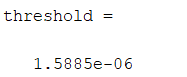 threshold =
1.5885e-06